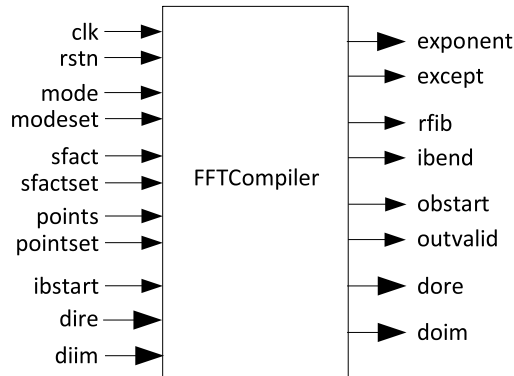 clk
rstn
mode
modeset
sfact
sfactset
points
pointset
ibstart
dire
diim
FFTCompiler
exponent
except
rfib
ibend
obstart
outvalid
dore
doim